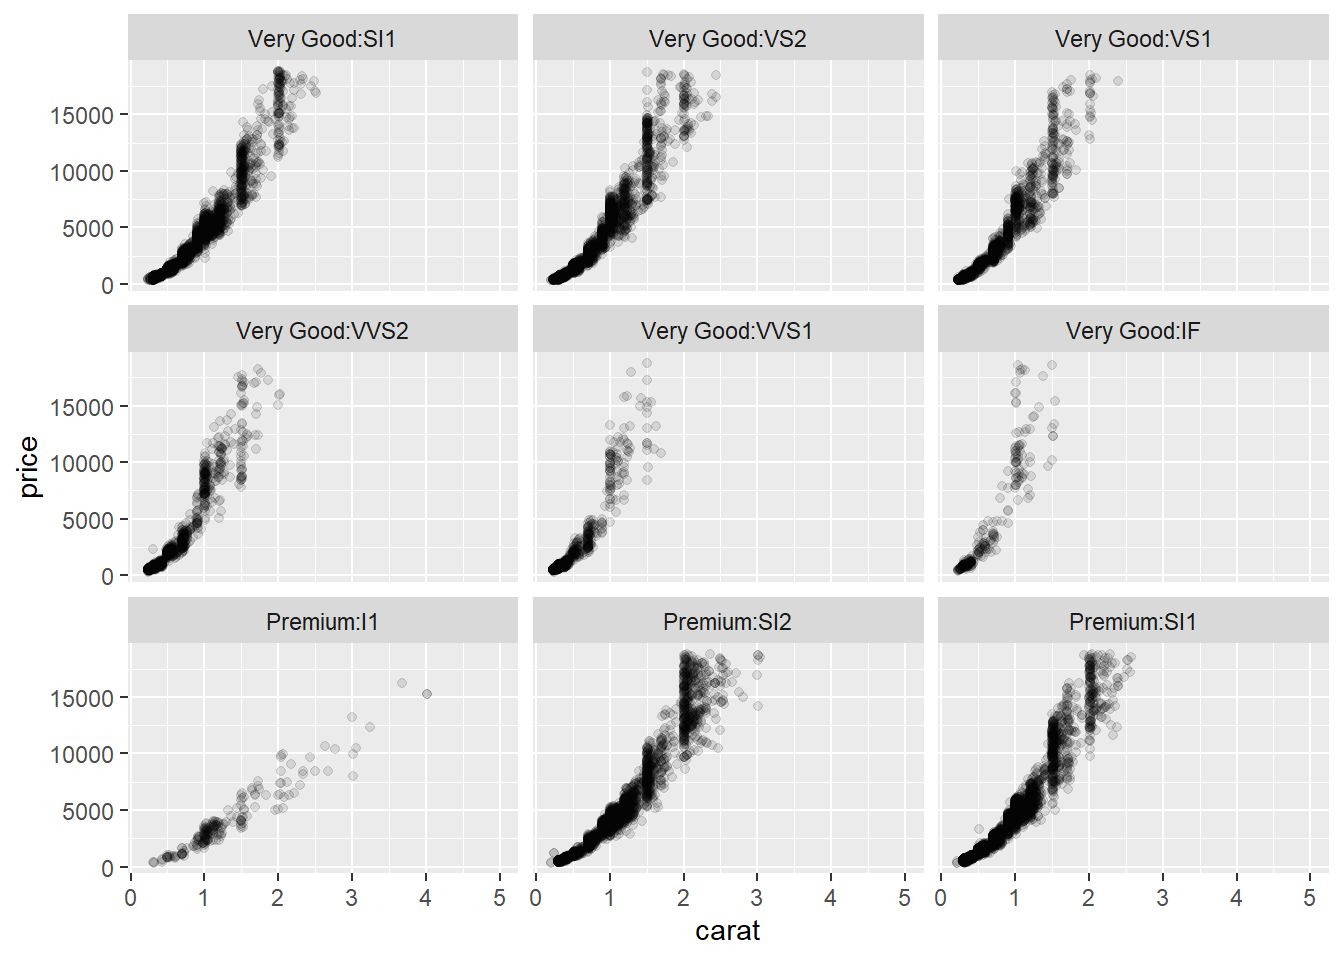 Very Good:SI1
Very Good:VS2
Very Good:VS1
15000
10000
5000
0
Very Good:VVS2
Very Good:VVS1
Very Good:IF
15000
10000
5000
0
price
Premium:I1
Premium:SI2
Premium:SI1
15000
10000
5000
0
0 1 2 3 4 5
0 1 2 3 4 5
0 1 2 3 4 5
carat